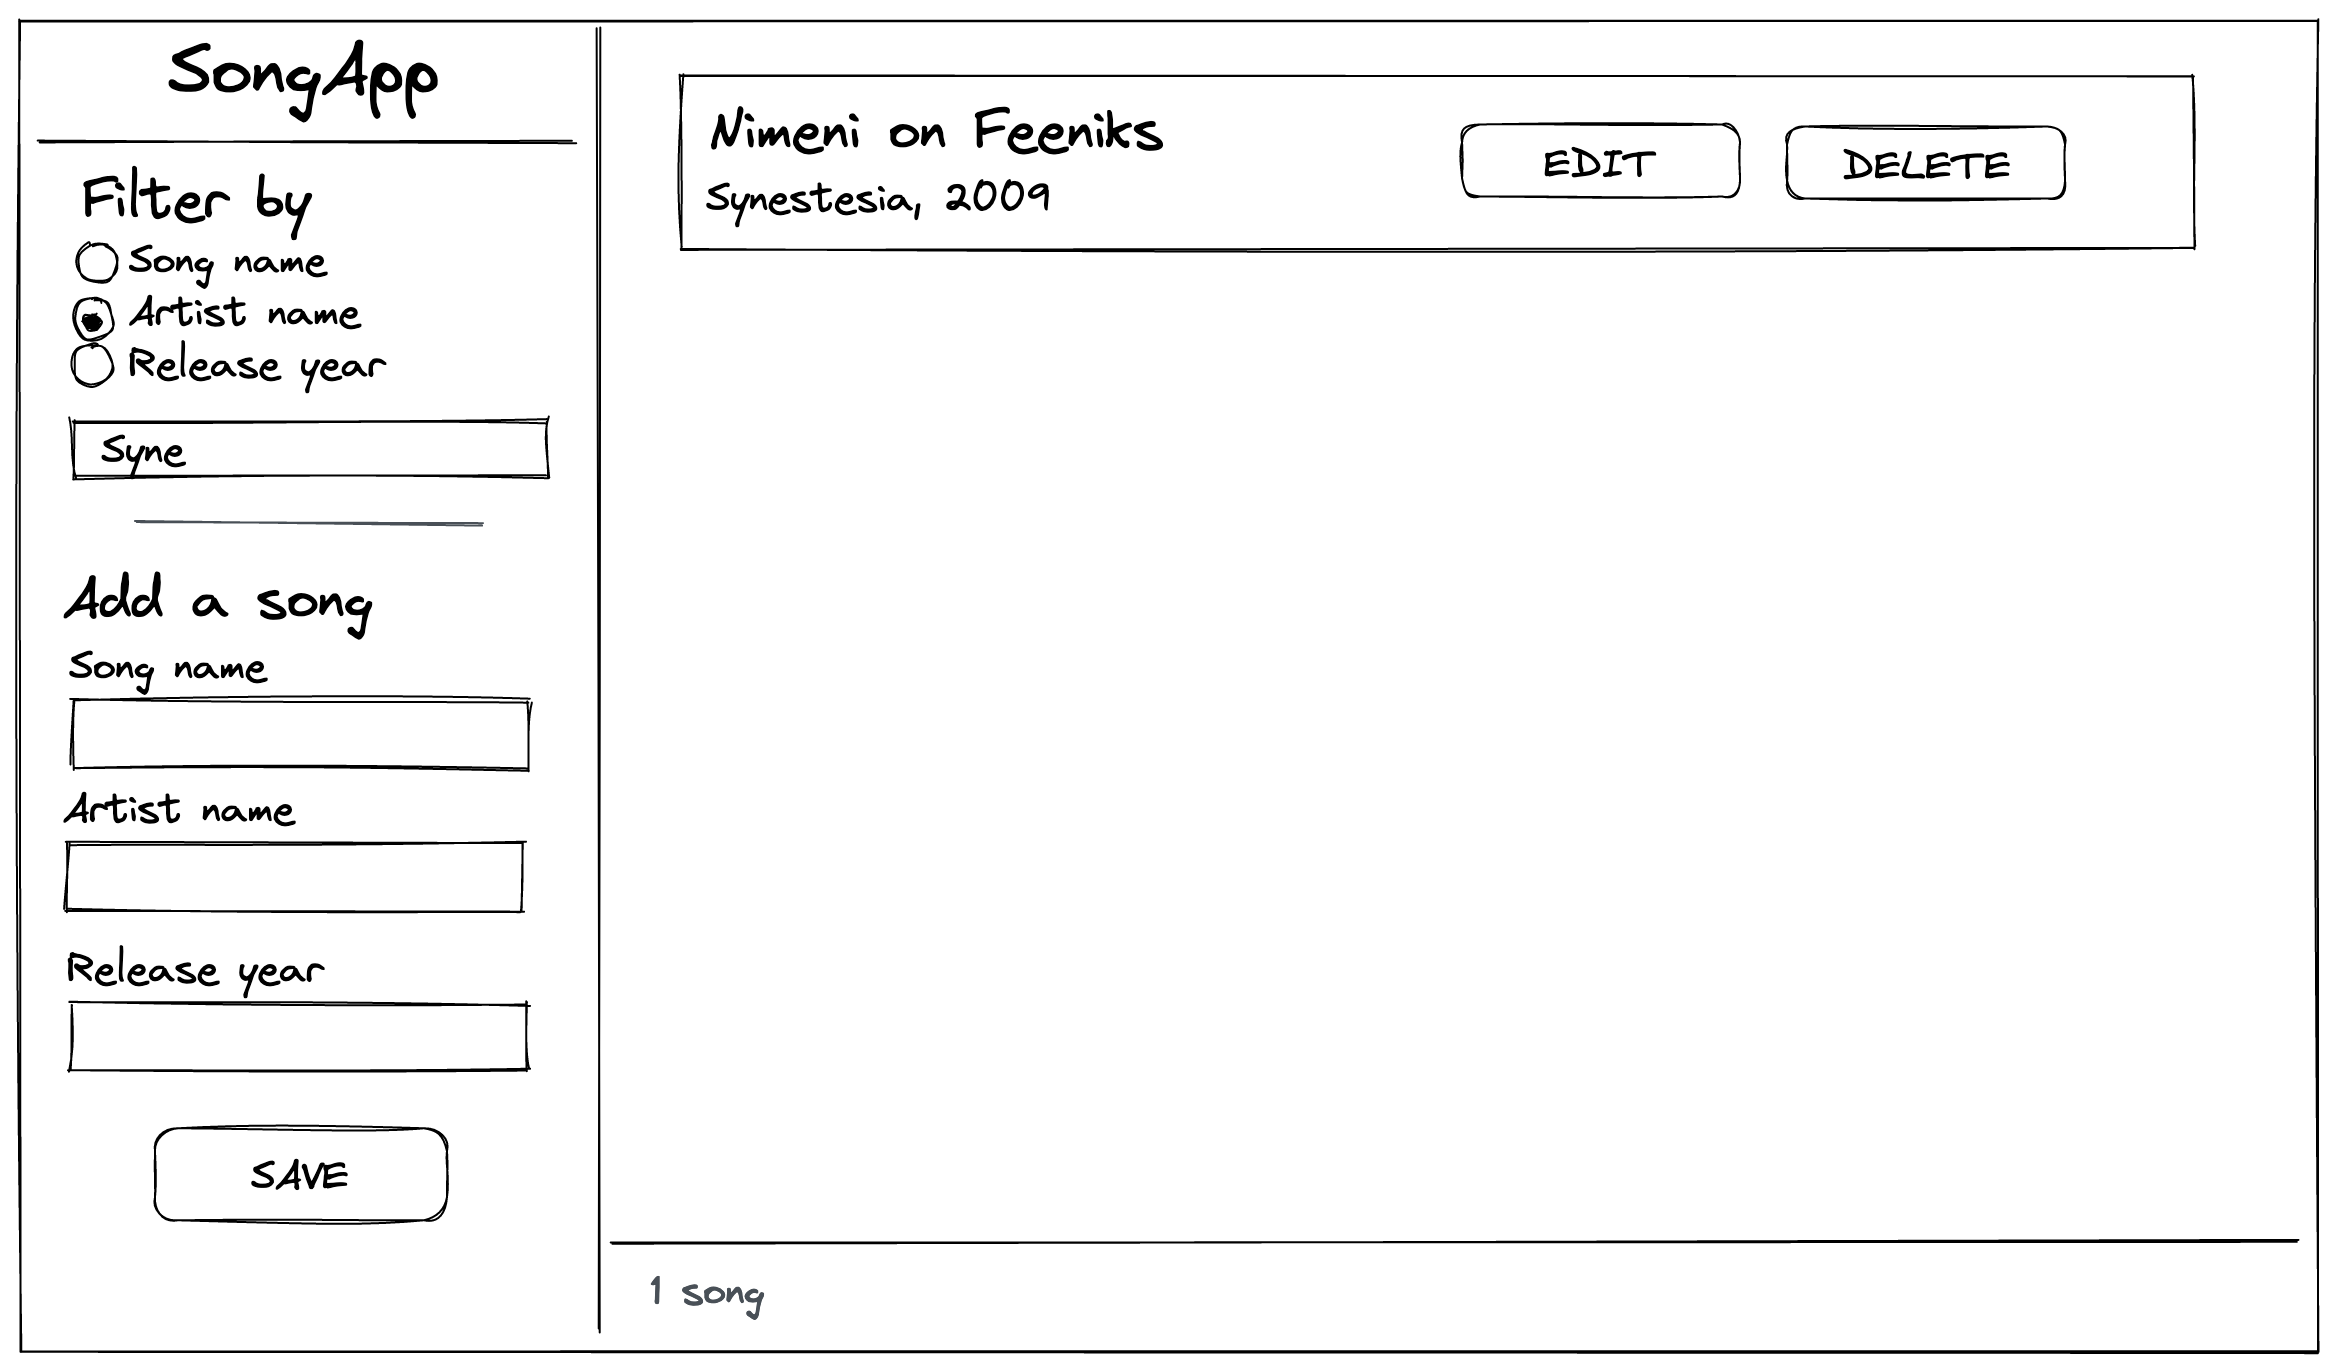 SongApp
Filter by
Song name
Artist name
Release year
Syne
Add a song
Song name
Artist name
Release year
SAVE
Nimeni on Feeniks
Synestesia, 2009
EDIT
DELETE
1 song